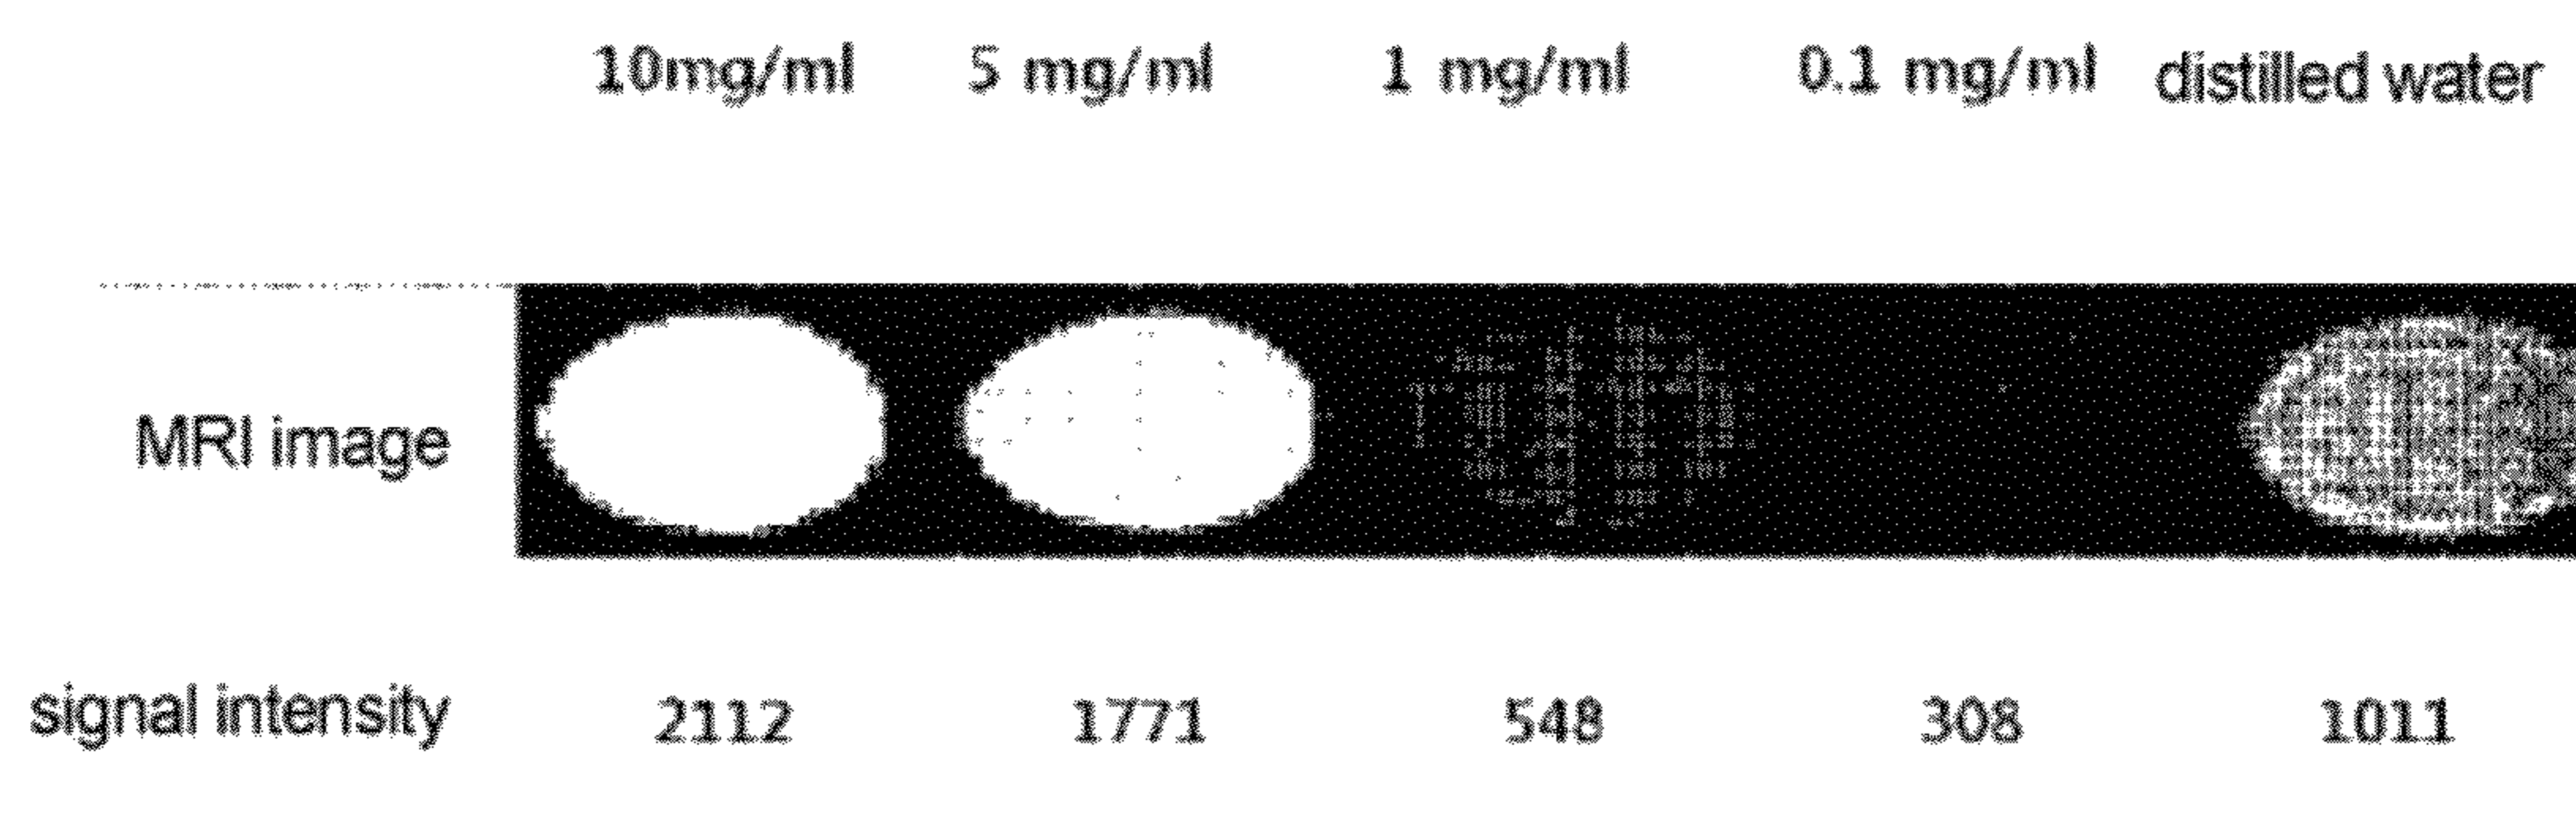 10mg/ml 5 mg/ml 1 mg/ml 0.1 mg/ml distilled water
MRI image
signal intensity 2112 1771 548 308 1011